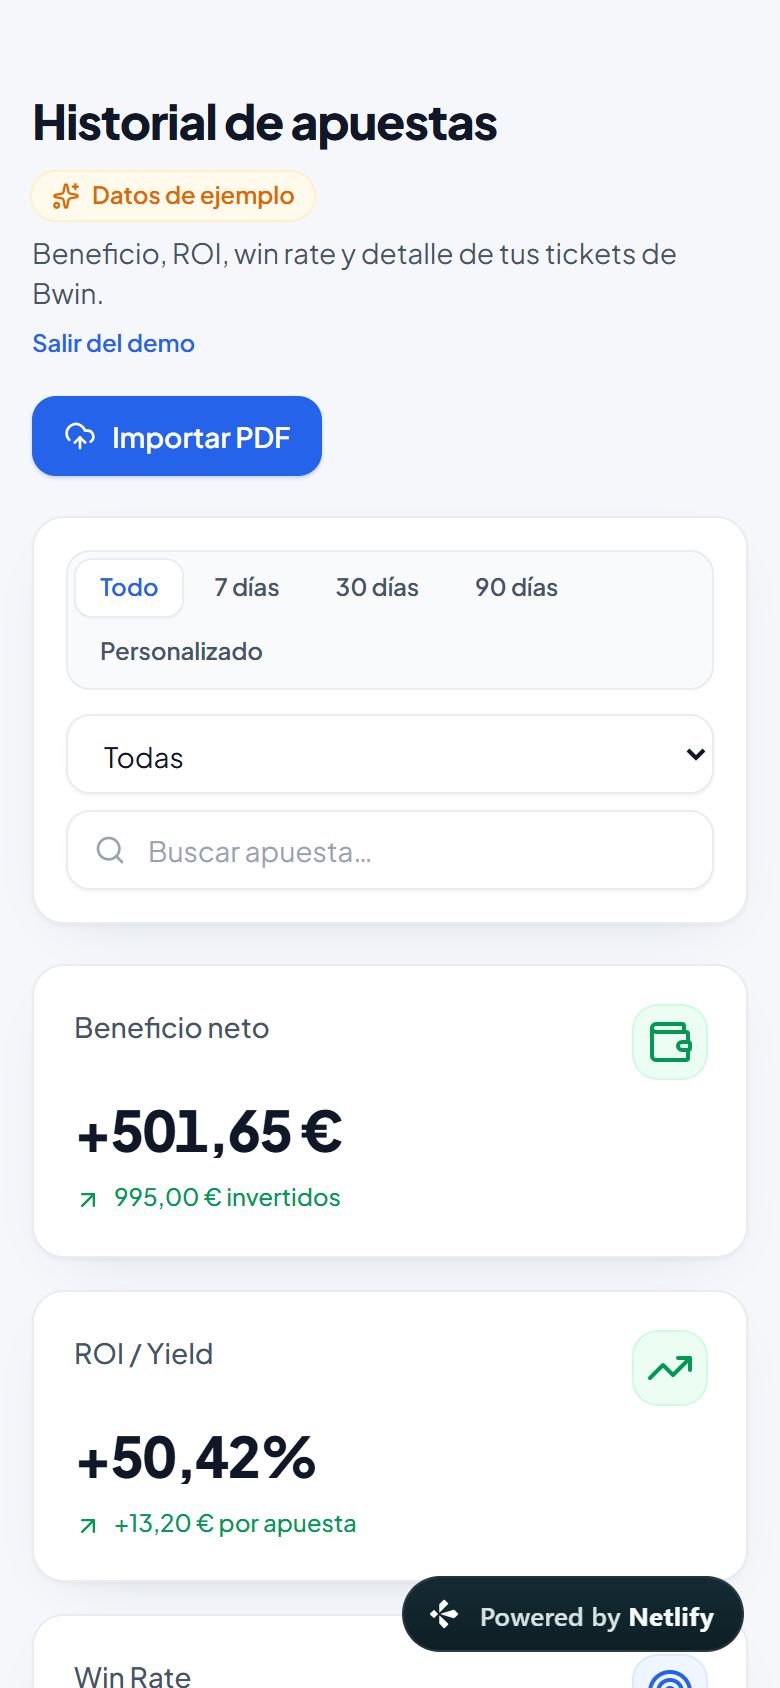 Historial de apuestas
Datos de ejemplo
Beneficio, ROI, win rate y detalle de tus tickets de
Bwin.
Salir del demo
Importar PDF
Todo 7 días 30 días 90 días
Personalizado
Todas
Buscar apuesta...
Beneficio neto
+501,65 €
995,00 € invertidos
ROI / Yield
+50,42%
+13,20 € por apuesta
Powered by Netlify
Win Rate